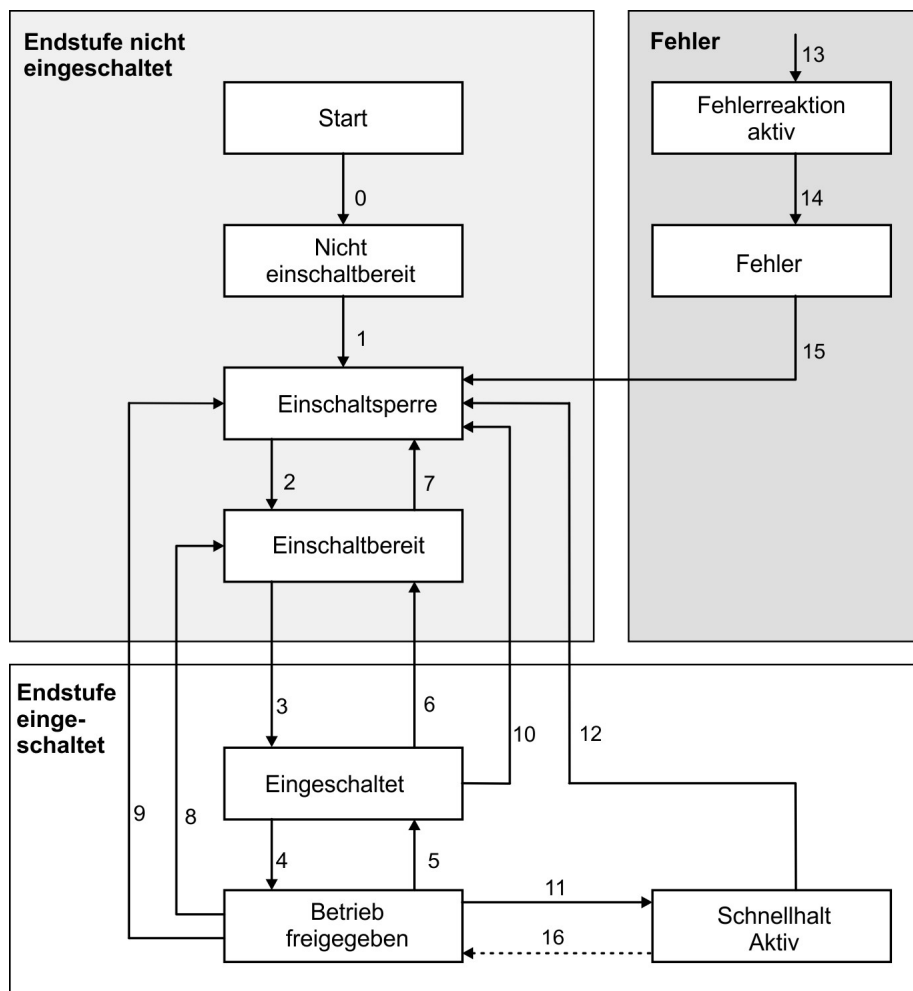 Endstufe nicht
eingeschaltet
Fehler
13
Start
Fehlerreaktion
aktiv
0
14
Nicht
einschaltbereit
Fehler
1
15
Einschaltsperre
2
7
Einschaltbereit
Endstufe
einge-
schaltet
3
6
10
12
Eingeschaltet
9
8
4
5
11
Betrieb
freigegeben
16
Schnellhalt
Aktiv